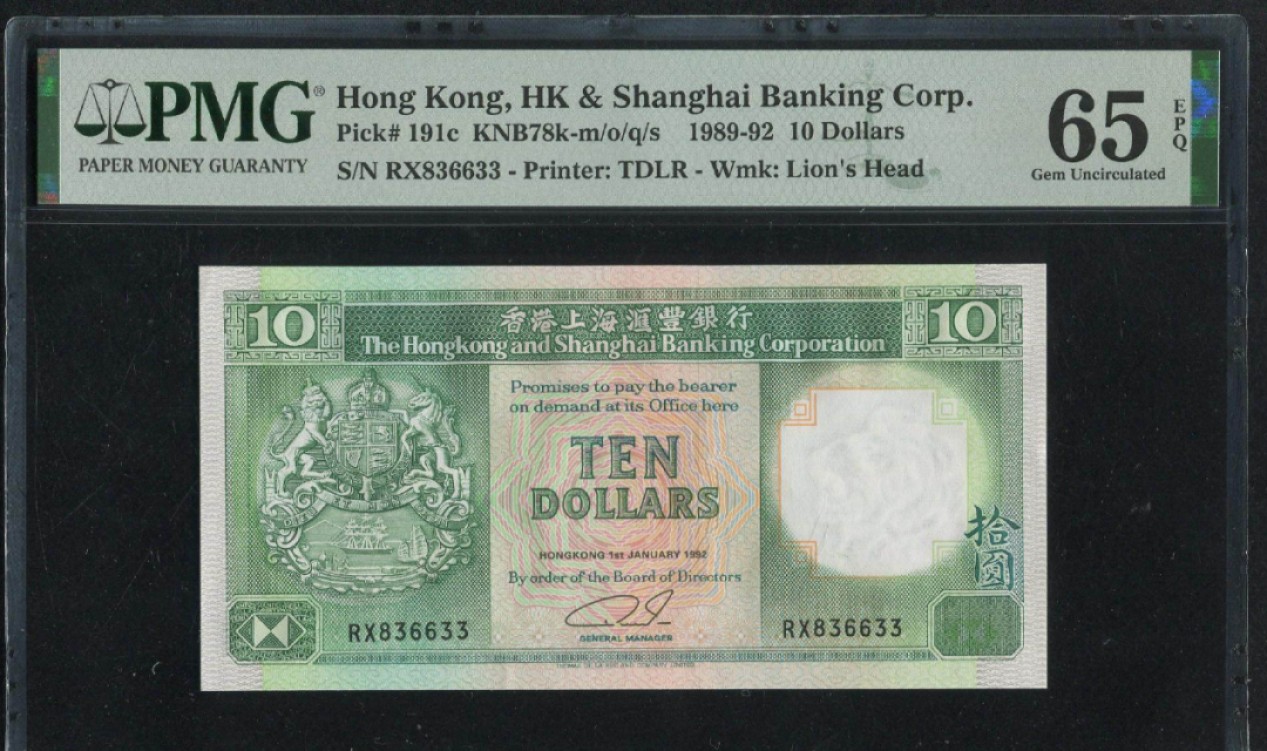 PMG®
PAPER MONEY GUARANTY
Hong Kong, HK & Shanghai Banking Corp.
Pick# 191c KNB78k-m/o/q/s 1989-92 10 Dollars
S/N RX836633 - Printer: TDLR - Wmk: Lion's Head
65
EPQ
Gem Uncirculated
10
香港上海滙豐銀行
10
The Hongkong and Shanghai Banking Corporation
Promises to pay the bearer
on demand at its Office here
TEN
DOLLARS
HONGKONG 1st JANUARY 1992
By order of the Board of Directors
拾圓
RX836633
GENERAL MANAGER
RX836633